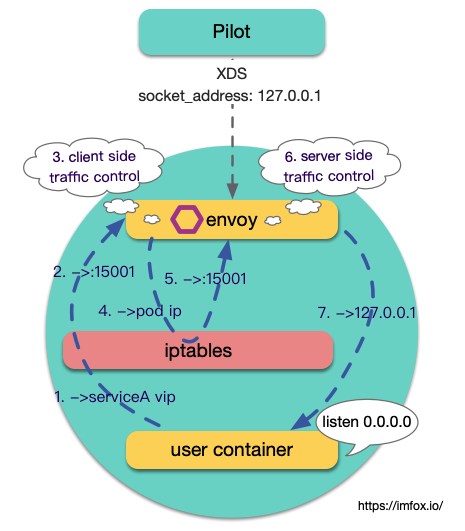 Pilot
XDS
socket_address: 127.0.0.1
3. client side
traffic control
6. server side
traffic control
envoy
2. —>:15001
5. —>:15001
4. —>pod ip
7. —>127.0.0.1
iptables
1. —>serviceA vip
listen 0.0.0.0
user container
https://imfox.io/